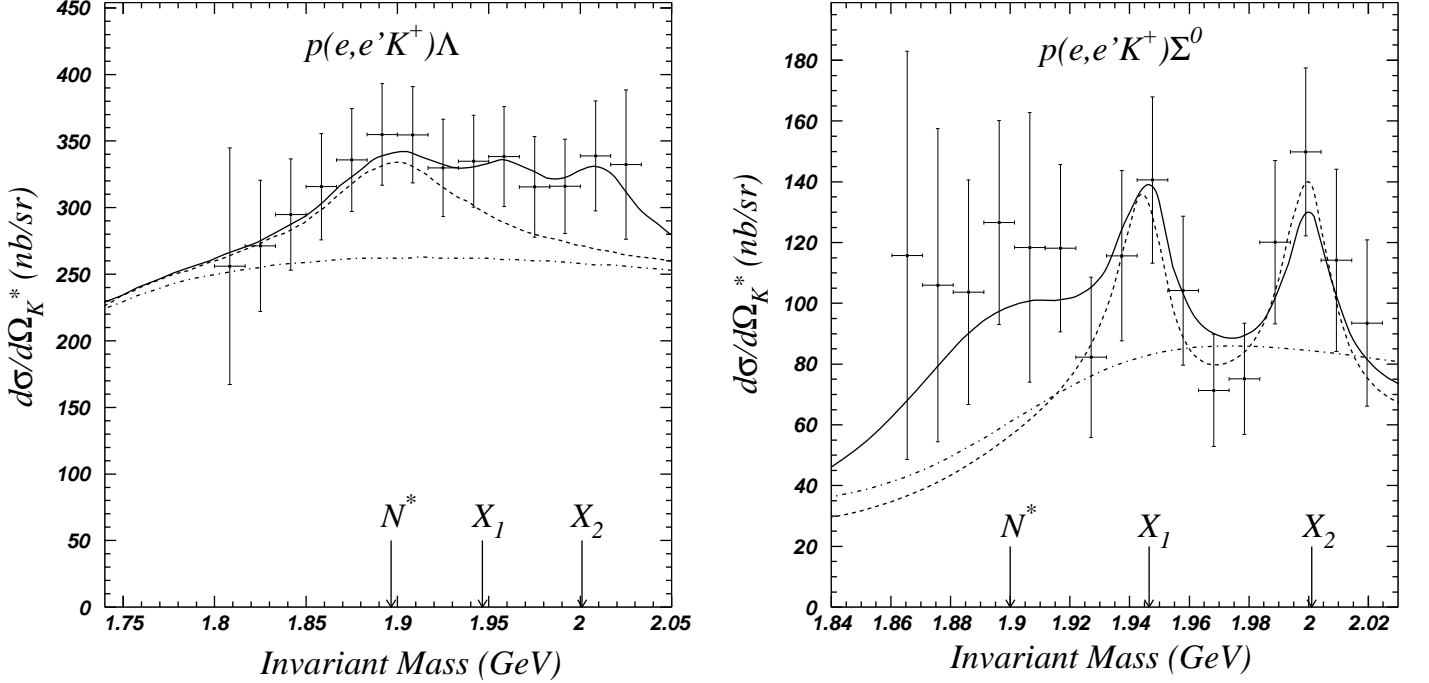 p(e,e’K⁺)Λ
dσ/dΩ_K* (nb/sr)
450
400
350
300
250
200
150
100
50
0
N* X₁ X₂
1.75 1.8 1.85 1.9 1.95 2 2.05
Invariant Mass (GeV)
p(e,e’K⁺)Σ⁰
dσ/dΩ_K* (nb/sr)
180
160
140
120
100
80
60
40
20
0
N* X₁ X₂
1.84 1.86 1.88 1.9 1.92 1.94 1.96 1.98 2 2.02
Invariant Mass (GeV)